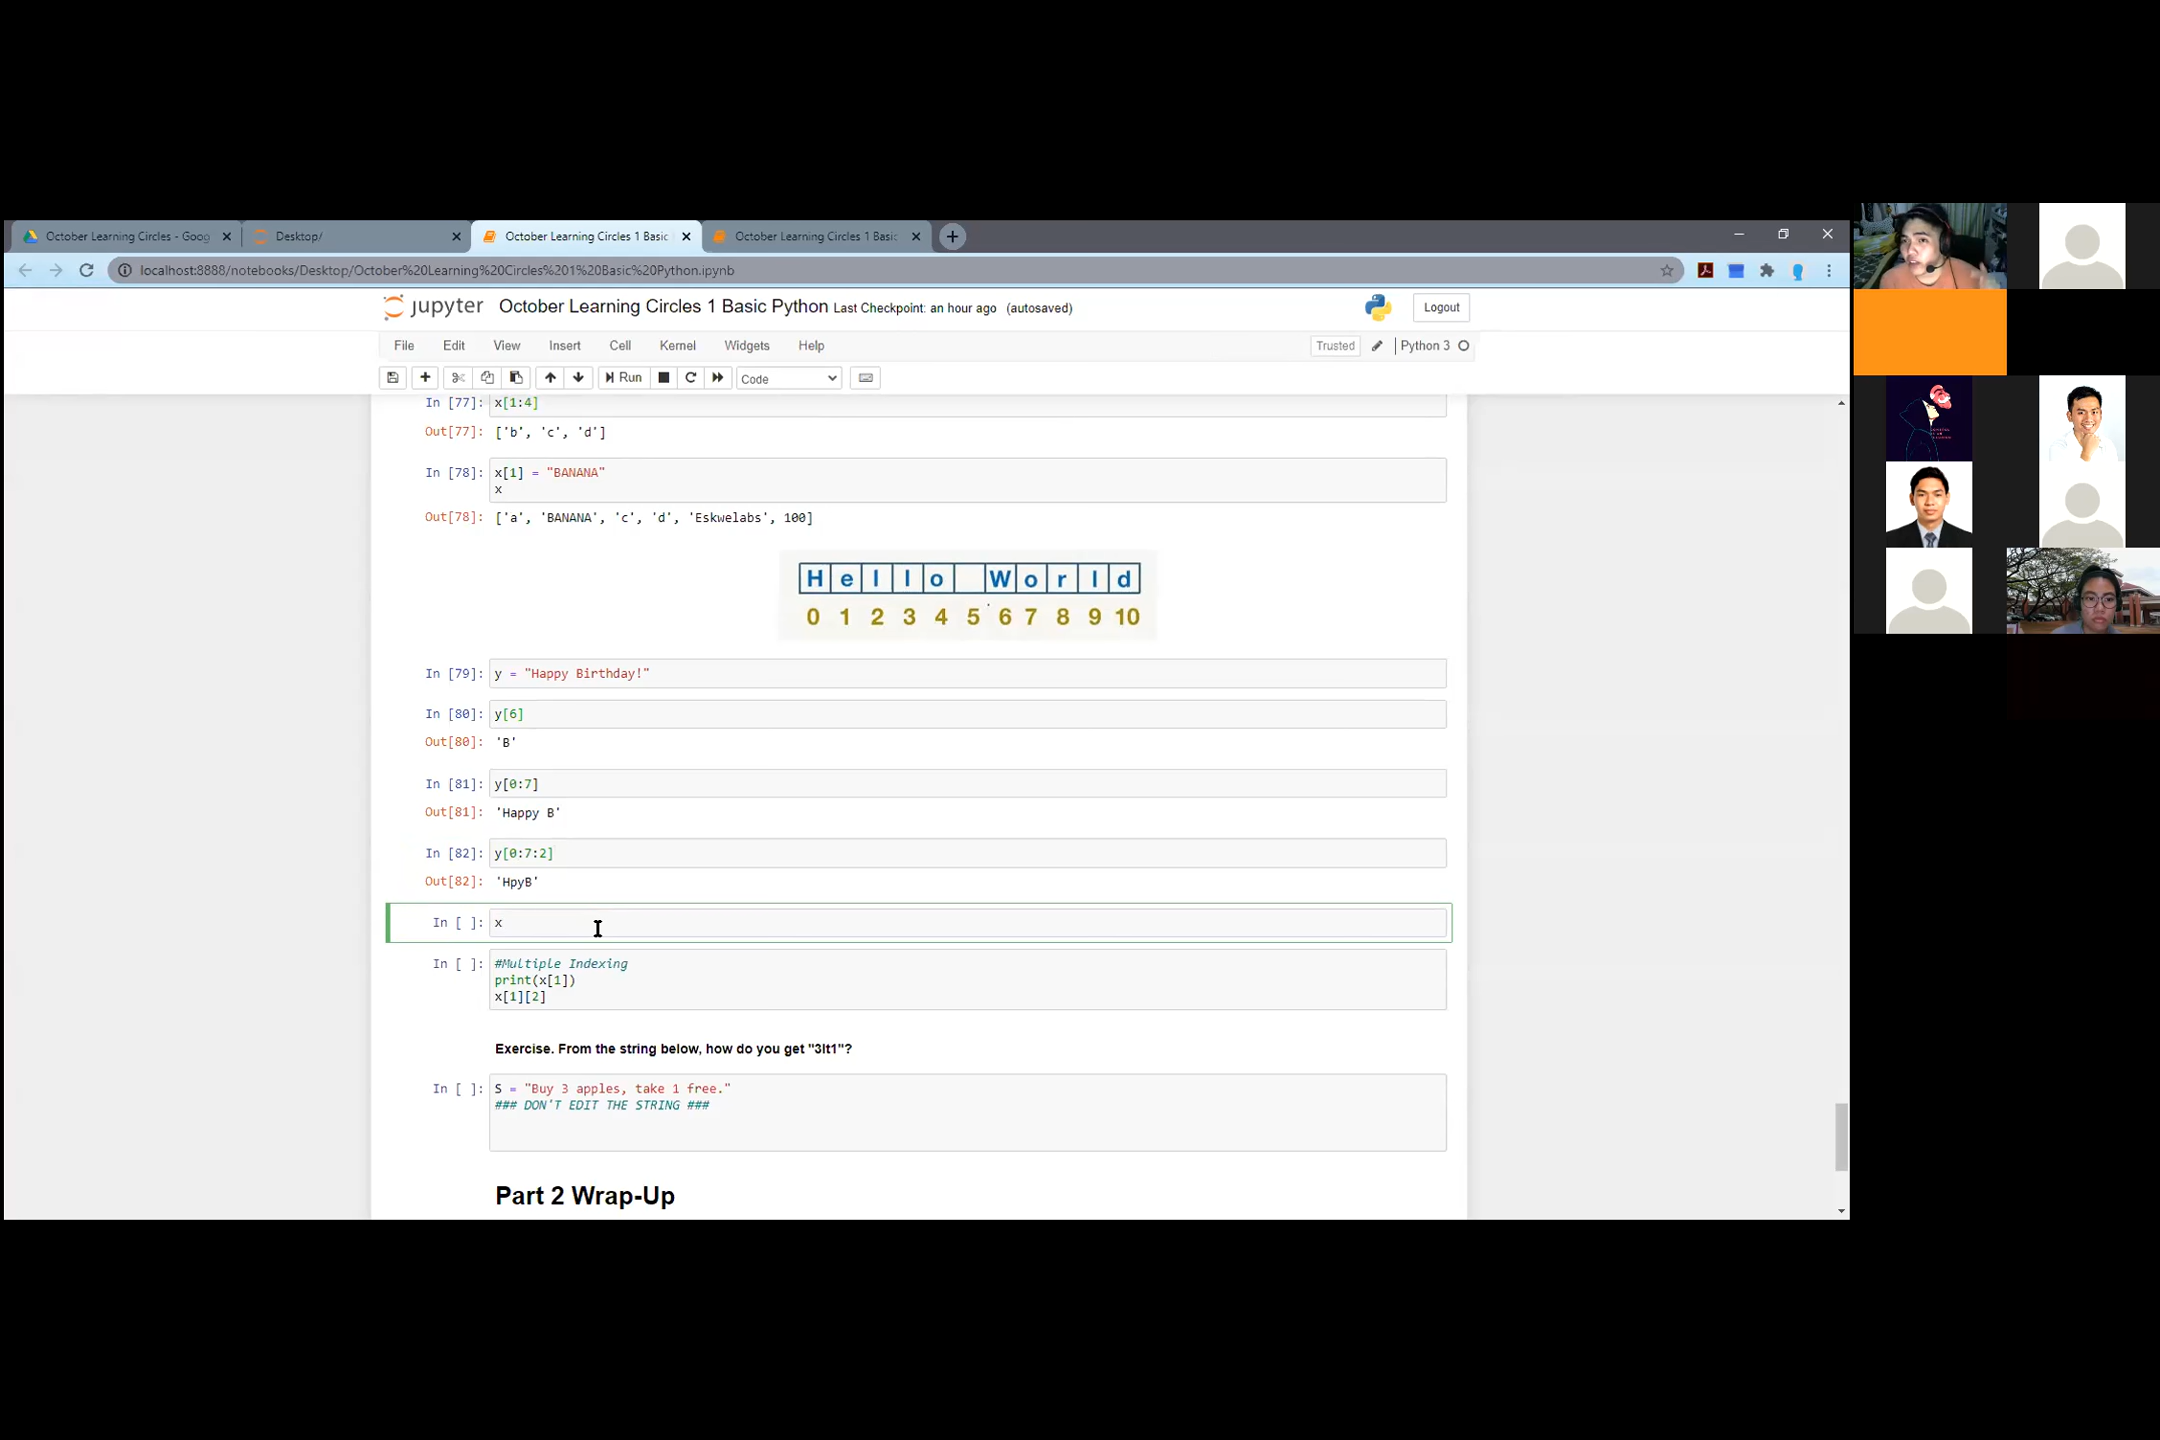 October Learning Circles - Goog
Desktop/
October Learning Circles 1 Basic
October Learning Circles 1 Basic
localhost:8888/notebooks/Desktop/October%20Learning%20Circles%201%20Basic%20Python.ipynb
jupyter October Learning Circles 1 Basic Python Last Checkpoint: an hour ago (autosaved)
Logout
File Edit View Insert Cell Kernel Widgets Help
Trusted
Python 3
Run
Code
In [77]: x[1:4]
Out[77]: ['b', 'c', 'd']
In [78]: x[1] = "BANANA"
x
Out[78]: ['a', 'BANANA', 'c', 'd', 'Eskwelabs', 100]
H e l l o W o r l d
0 1 2 3 4 5 6 7 8 9 10
In [79]: y = "Happy Birthday!"
In [80]: y[6]
Out[80]: 'B'
In [81]: y[0:7]
Out[81]: 'Happy B'
In [82]: y[0:7:2]
Out[82]: 'HpyB'
In [ ]: x
In [ ]: #Multiple Indexing
print(x[1])
x[1][2]
Exercise. From the string below, how do you get "3lt1"?
In [ ]: S = "Buy 3 apples, take 1 free."
### DON'T EDIT THE STRING ###
Part 2 Wrap-Up